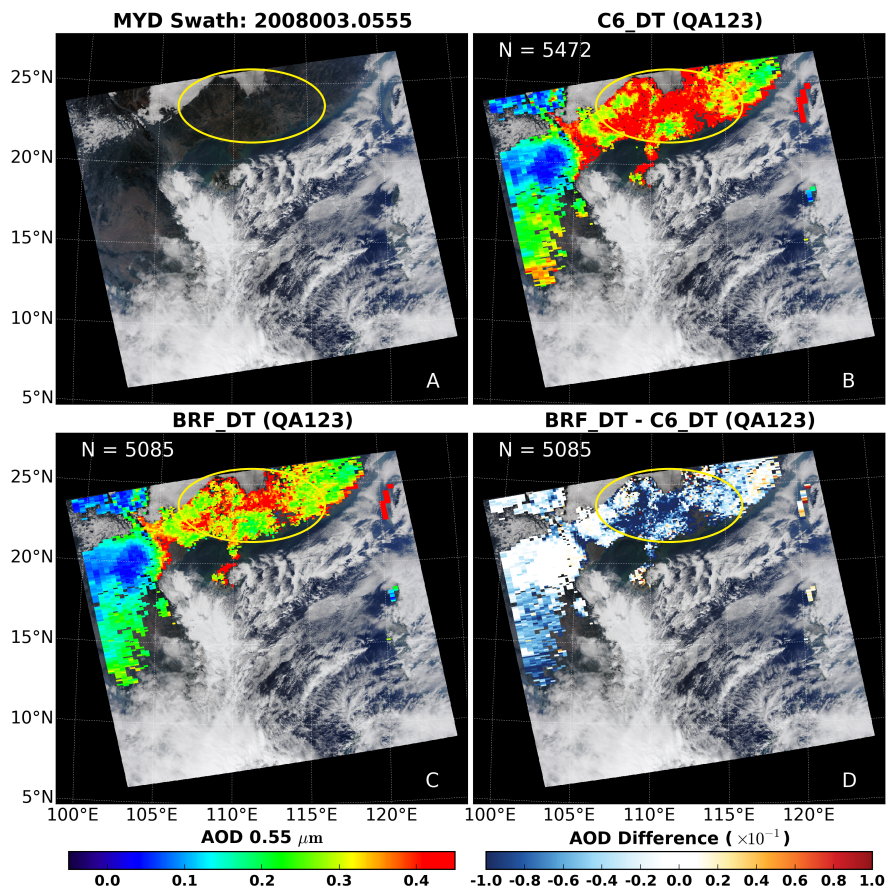 MYD Swath: 2008003.0555
C6_DT (QA123)
25°N
20°N
15°N
10°N
5°N
A
N = 5472
B
BRF_DT (QA123)
BRF_DT - C6_DT (QA123)
25°N
20°N
15°N
10°N
5°N
N = 5085
C
N = 5085
D
100°E 105°E 110°E 115°E 120°E
100°E 105°E 110°E 115°E 120°E
AOD 0.55 μm
AOD Difference (×10⁻¹)
0.0 0.1 0.2 0.3 0.4
-1.0 -0.8 -0.6 -0.4 -0.2 0.0 0.2 0.4 0.6 0.8 1.0